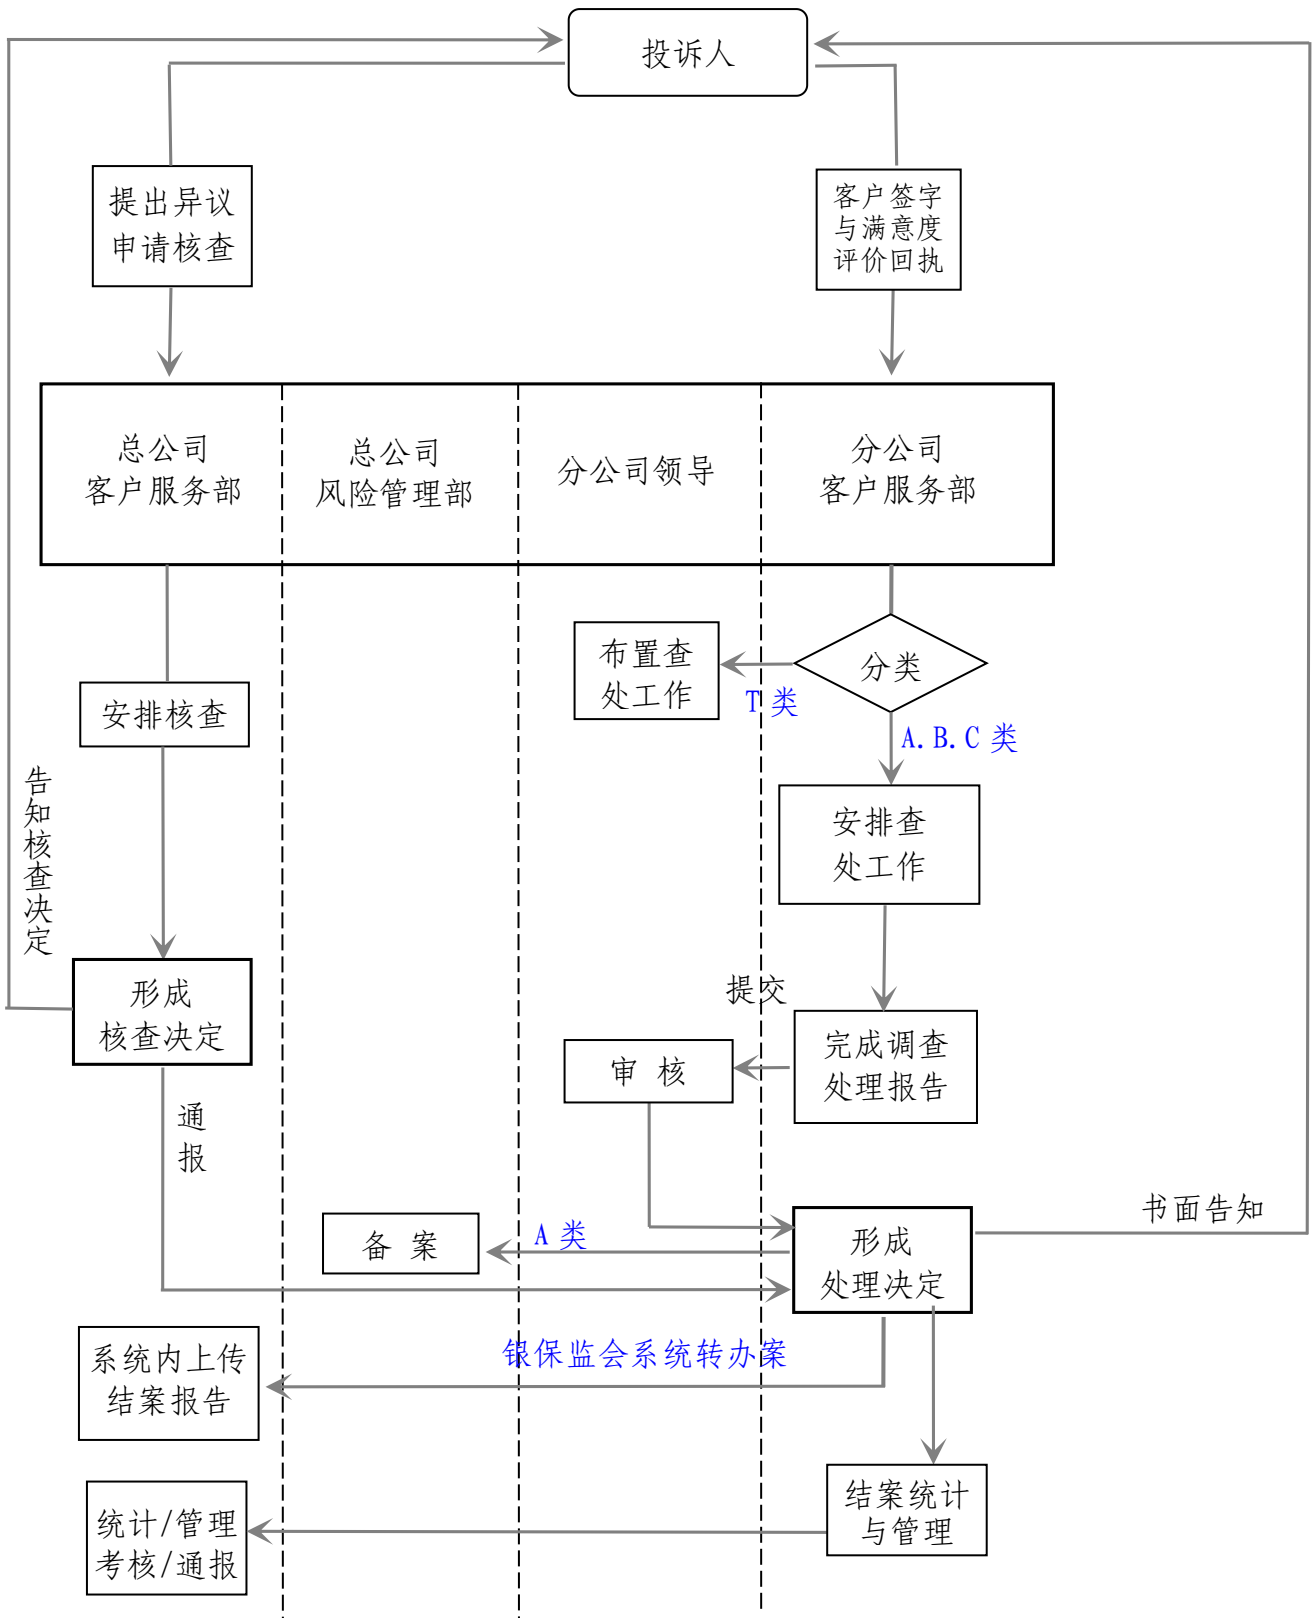 投诉人
提出异议
申请核查
客户签字
与满意度
评价回执
总公司
客户服务部
总公司
风险管理部
分公司领导
分公司
客户服务部
布置查
处工作
分类
T 类
A.B.C 类
安排核查
安排查
处工作
告知核查决定
形成
核查决定
提交
完成调查
处理报告
审 核
通报
书面告知
备 案
A 类
形成
处理决定
系统内上传
结案报告
银保监会系统转办案
结案统计
与管理
统计/管理
考核/通报